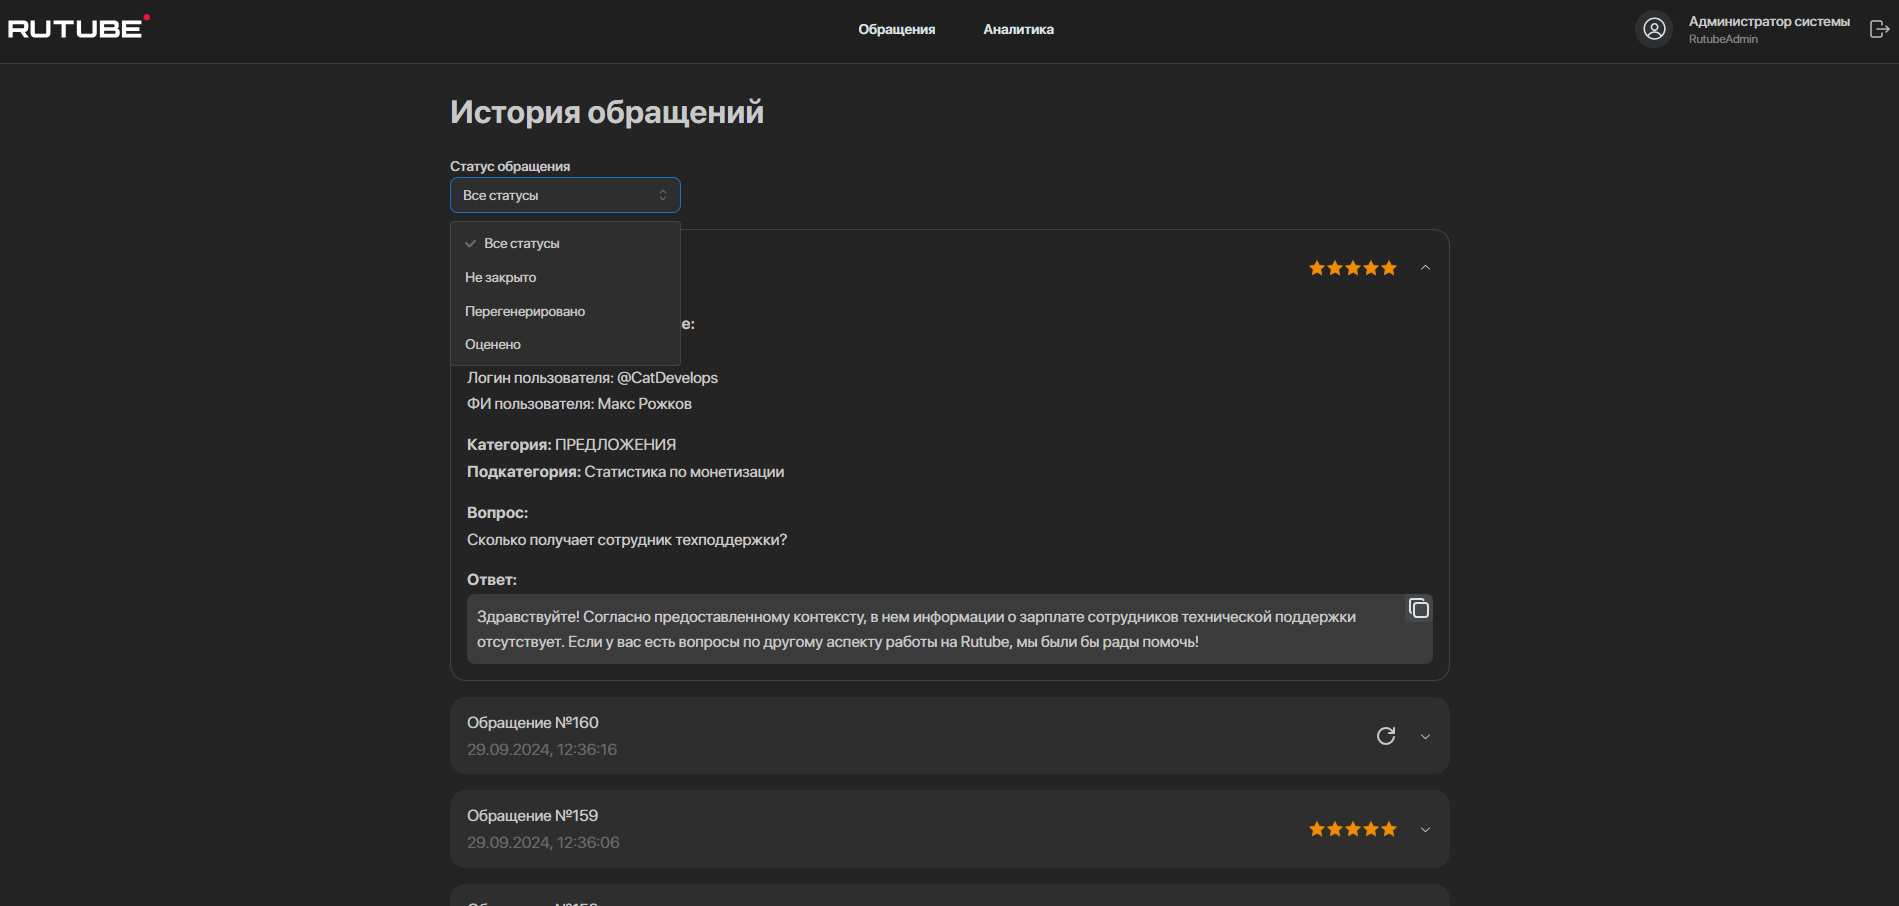 RUTUBE
Обращения
Аналитика
Администратор системы
RutubeAdmin
История обращений
Статус обращения
Все статусы
Все статусы
Не закрыто
Перегенерировано
Оценено
е:
Логин пользователя: @CatDevelops
ФИ пользователя: Макс Рожков
Категория: ПРЕДЛОЖЕНИЯ
Подкатегория: Статистика по монетизации
Вопрос:
Сколько получает сотрудник техподдержки?
Ответ:
Здравствуйте! Согласно предоставленному контексту, в нем информации о зарплате сотрудников технической поддержки
отсутствует. Если у вас есть вопросы по другому аспекту работы на Rutube, мы были бы рады помочь!
Обращение №160
29.09.2024, 12:36:16
Обращение №159
29.09.2024, 12:36:06